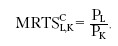 MRTS^C_{L,K} = P_L / P_K.